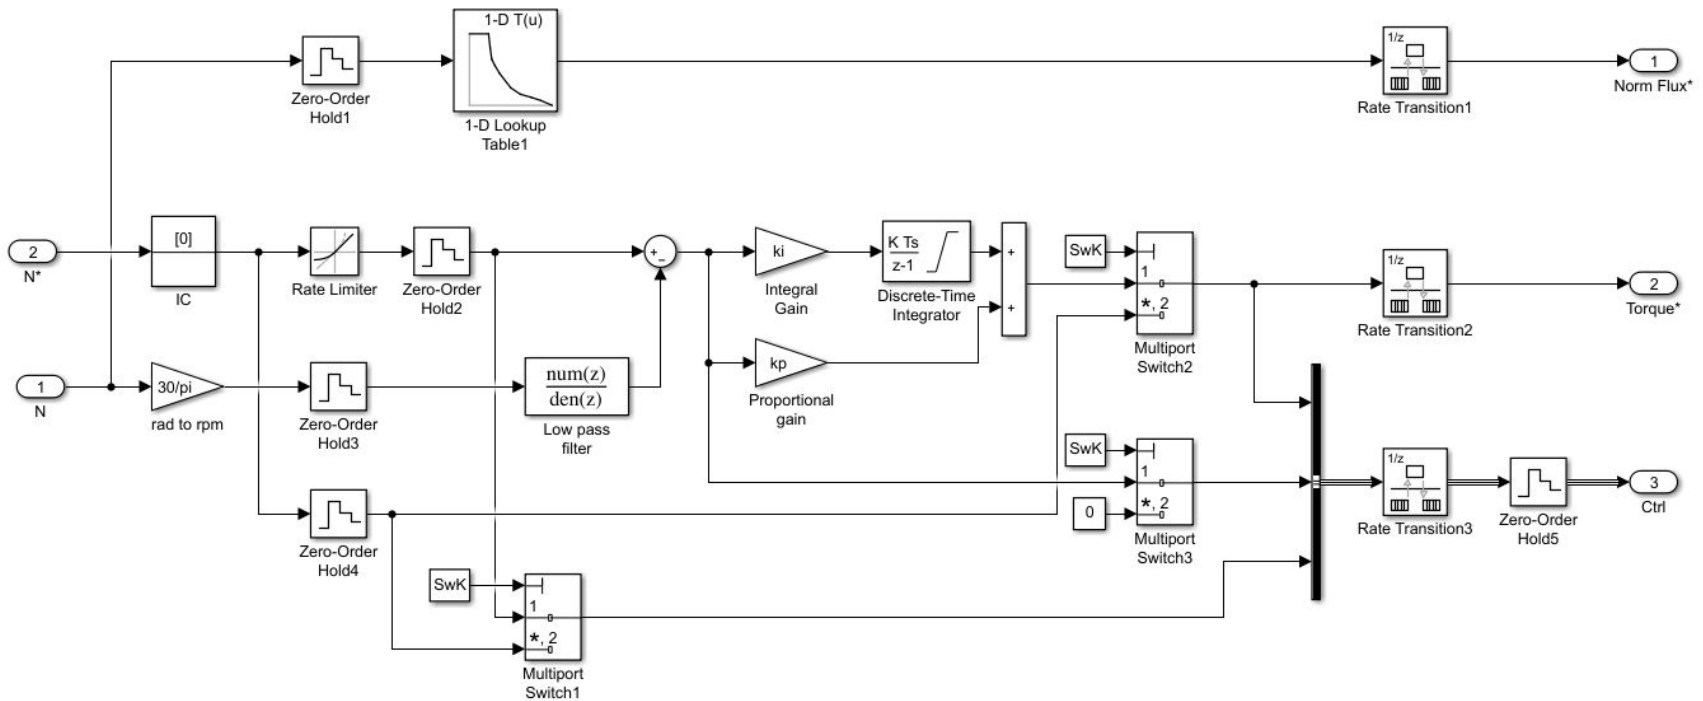 1-D T(u)
Zero-Order
Hold1
1-D Lookup
Table1
1/z
Rate Transition1
1
Norm Flux*
2
N*
[0]
IC
Rate Limiter
Zero-Order
Hold2
+
−
ki
Integral
Gain
K Ts
z-1
Discrete-Time
Integrator
+
+
SwK
1
*, 2
Multiport
Switch2
1/z
Rate Transition2
2
Torque*
1
N
30/pi
rad to rpm
Zero-Order
Hold3
num(z)
den(z)
Low pass
filter
kp
Proportional
gain
SwK
1
*, 2
0
Multiport
Switch3
1/z
Rate Transition3
Zero-Order
Hold5
3
Ctrl
Zero-Order
Hold4
SwK
1
*, 2
Multiport
Switch1